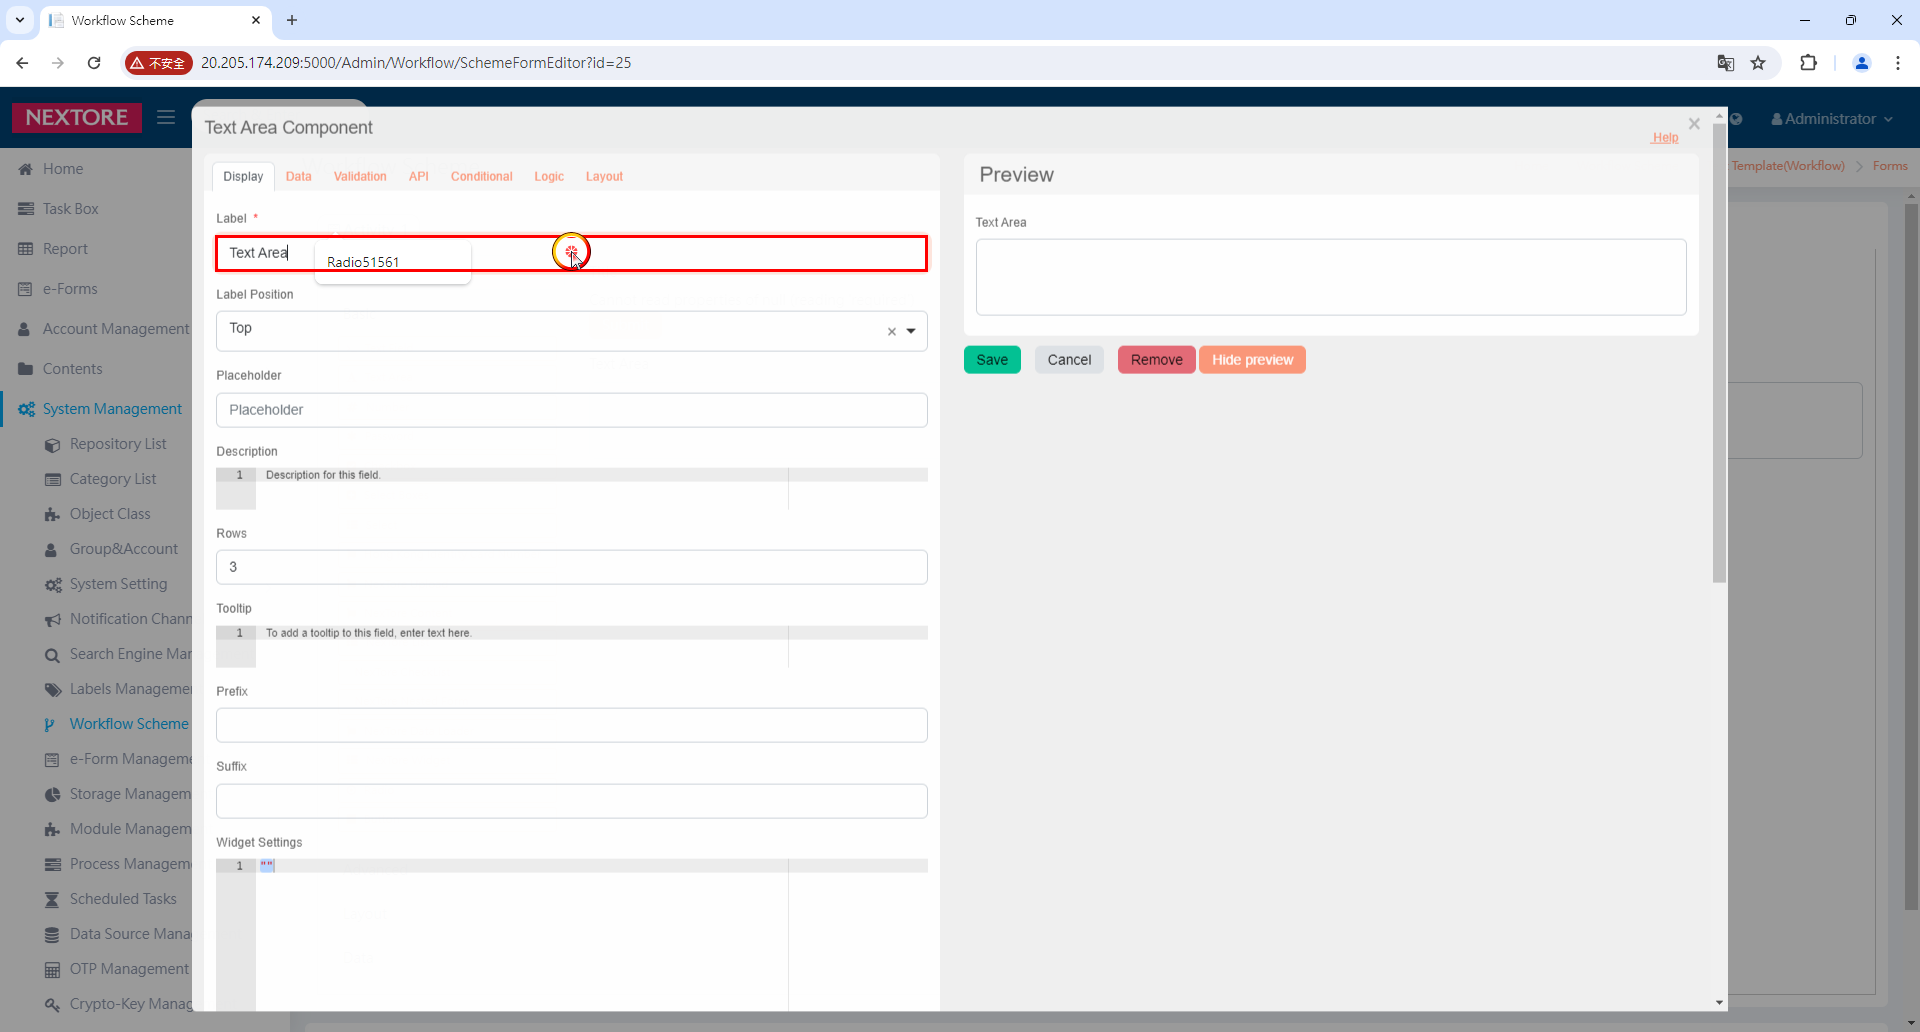 Workflow Scheme
不安全
20.205.174.209:5000/Admin/Workflow/SchemeFormEditor?id=25
NEXTORE
Administrator
Template(Workflow) > Forms
Home
Task Box
Report
e-Forms
Account Management
Contents
System Management
Repository List
Category List
Object Class
Group&Account
System Setting
Notification Chann
Search Engine Mar
Labels Manageme
Workflow Scheme
e-Form Manageme
Storage Managem
Module Managem
Process Managem
Scheduled Tasks
Data Source Mana
OTP Management
Crypto-Key Manag
Text Area Component
Help
Display Data Validation API Conditional Logic Layout
Label *
Text Area
Radio51561
Label Position
Top
Placeholder
Placeholder
Description
1 Description for this field.
Rows
3
Tooltip
1 To add a tooltip to this field, enter text here.
Prefix
Suffix
Widget Settings
1 ""
Preview
Text Area
Save Cancel Remove Hide preview